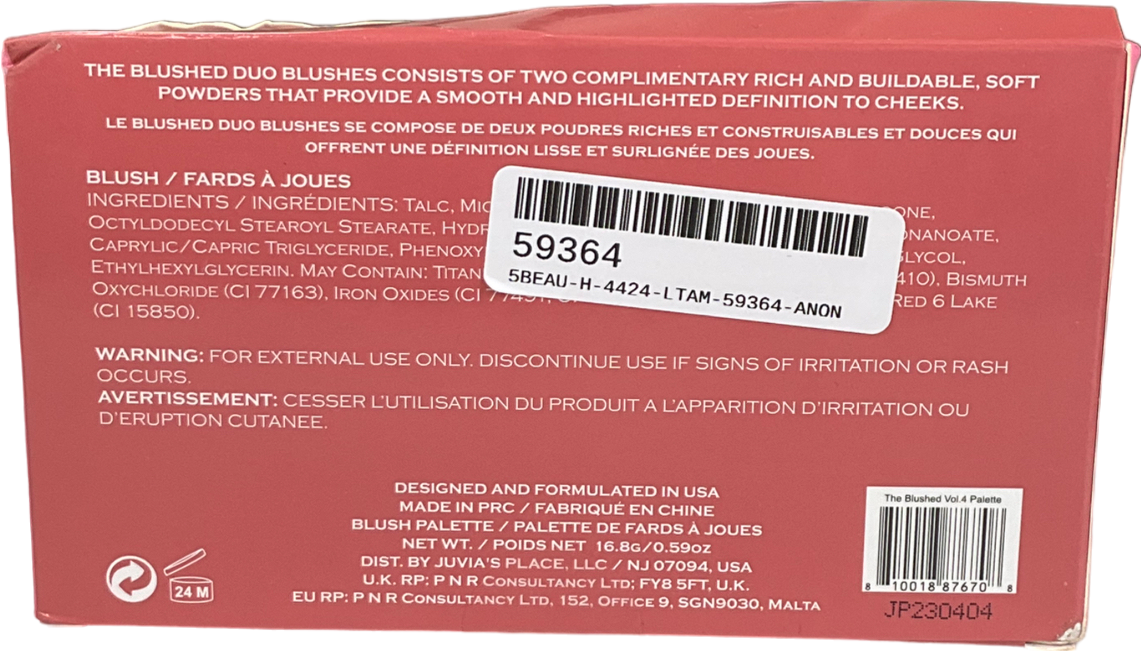 THE BLUSHED DUO BLUSHES CONSISTS OF TWO COMPLIMENTARY RICH AND BUILDABLE, SOFT
POWDERS THAT PROVIDE A SMOOTH AND HIGHLIGHTED DEFINITION TO CHEEKS.
LE BLUSHED DUO BLUSHES SE COMPOSE DE DEUX POUDRES RICHES ET CONSTRUISABLES ET DOUCES QUI
OFFRENT UNE DÉFINITION LISSE ET SURLIGNÉE DES JOUES.
BLUSH / FARDS À JOUES
INGREDIENTS / INGRÉDIENTS: TALC,
OCTYLDODECYL STEAROYL STEARATE,
CAPRYLIC/CAPRIC TRIGLYCERIDE,
GLYCOL,
ETHYLHEXYLGLYCERIN. MAY CONTAIN: BISMUTH
OXYCHLORIDE (CI 77163), IRON OXIDES (CI RED 6 LAKE
(CI 15850).
59364
5BEAU-H-4424-LTAM-59364-ANON
WARNING: FOR EXTERNAL USE ONLY. DISCONTINUE USE IF SIGNS OF IRRITATION OR RASH
OCCURS.
AVERTISSEMENT: CESSER L'UTILISATION DU PRODUIT A L'APPARITION D'IRRITATION OU
D'ERUPTION CUTANEE.
DESIGNED AND FORMULATED IN USA
MADE IN PRC / FABRIQUÉ EN CHINE
BLUSH PALETTE / PALETTE DE FARDS À JOUES
NET WT. / POIDS NET 16.8G/0.59OZ
DIST. BY JUVIA'S PLACE, LLC / NJ 07094, USA
U.K. RP: P N R CONSULTANCY LTD; FY8 5FT, U.K.
EU RP: P N R CONSULTANCY LTD, 152, OFFICE 9, SGN9030, MALTA
24 M
The Blushed Vol.4 Palette
8 10018 87670 8
JP230404